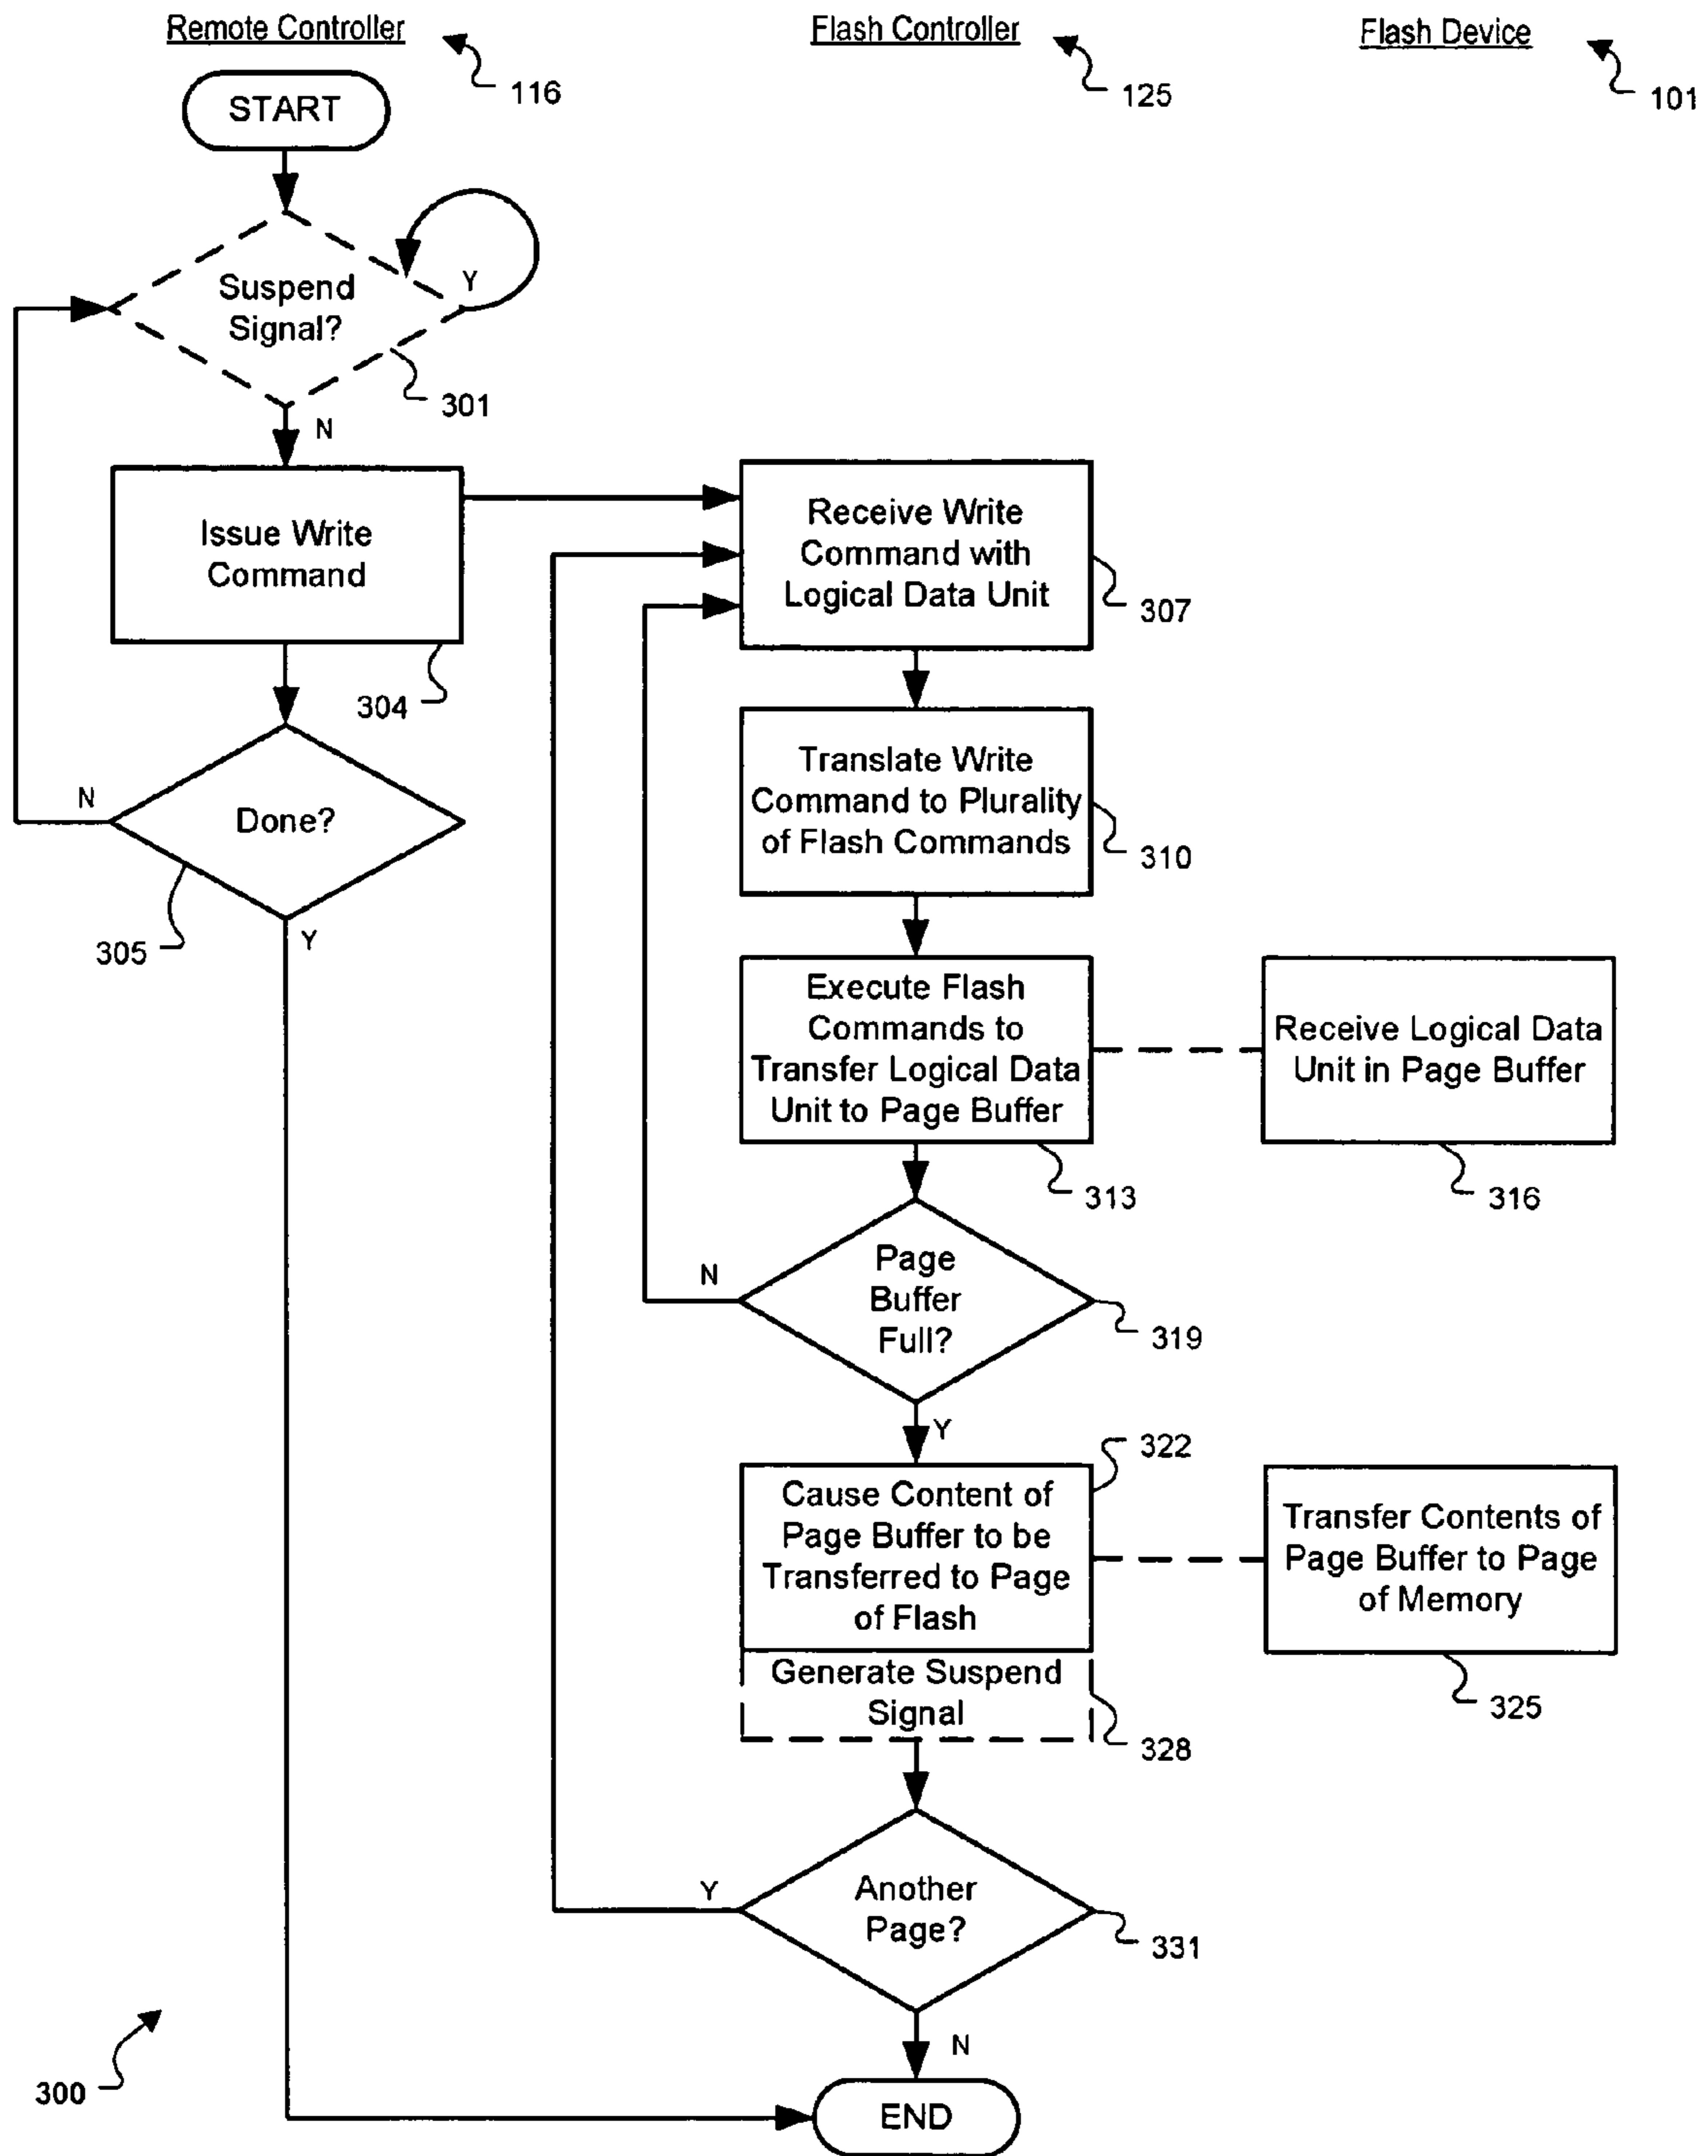 Remote Controller
116
Flash Controller
125
Flash Device
101
START
Suspend
Signal?
Y
301
N
Issue Write
Command
304
Done?
N
305
Y
Receive Write
Command with
Logical Data Unit
307
Translate Write
Command to Plurality
of Flash Commands
310
Execute Flash
Commands to
Transfer Logical Data
Unit to Page Buffer
313
Receive Logical Data
Unit in Page Buffer
316
Page
Buffer
Full?
N
319
Y
322
Cause Content of
Page Buffer to be
Transferred to Page
of Flash
Transfer Contents of
Page Buffer to Page
of Memory
325
Generate Suspend
Signal
328
Another
Page?
Y
331
N
END
300